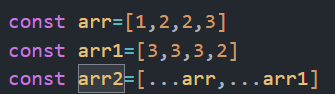 const arr=[1,2,2,3]
const arr1=[3,3,3,2]
const arr2=[...arr,...arr1]